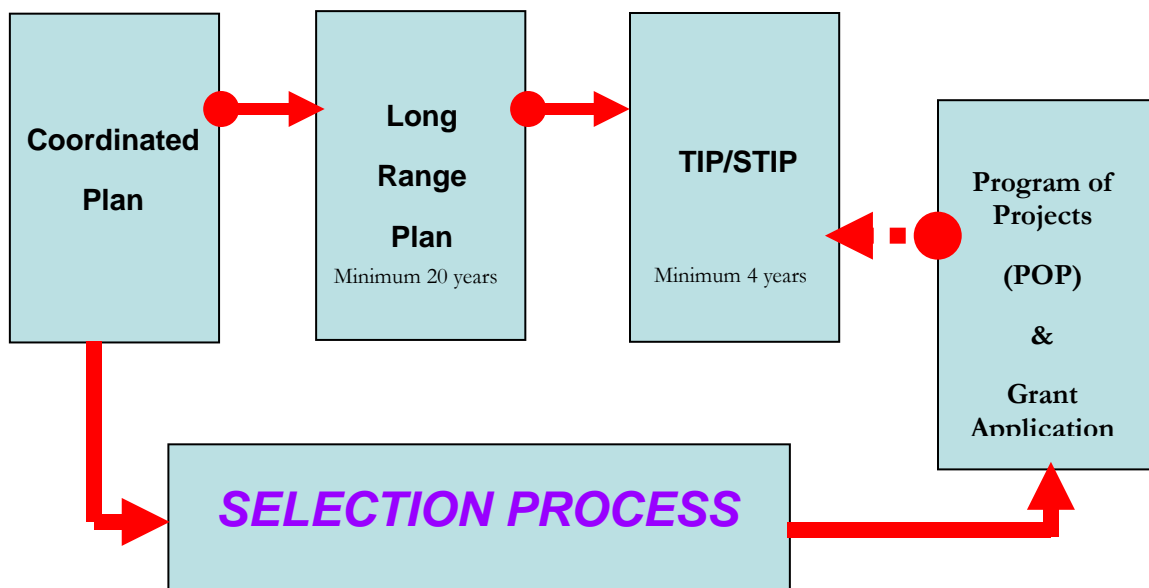 Coordinated
Plan
Long
Range
Plan
Minimum 20 years
TIP/STIP
Minimum 4 years
Program of
Projects
(POP)
&
Grant
Application
SELECTION PROCESS